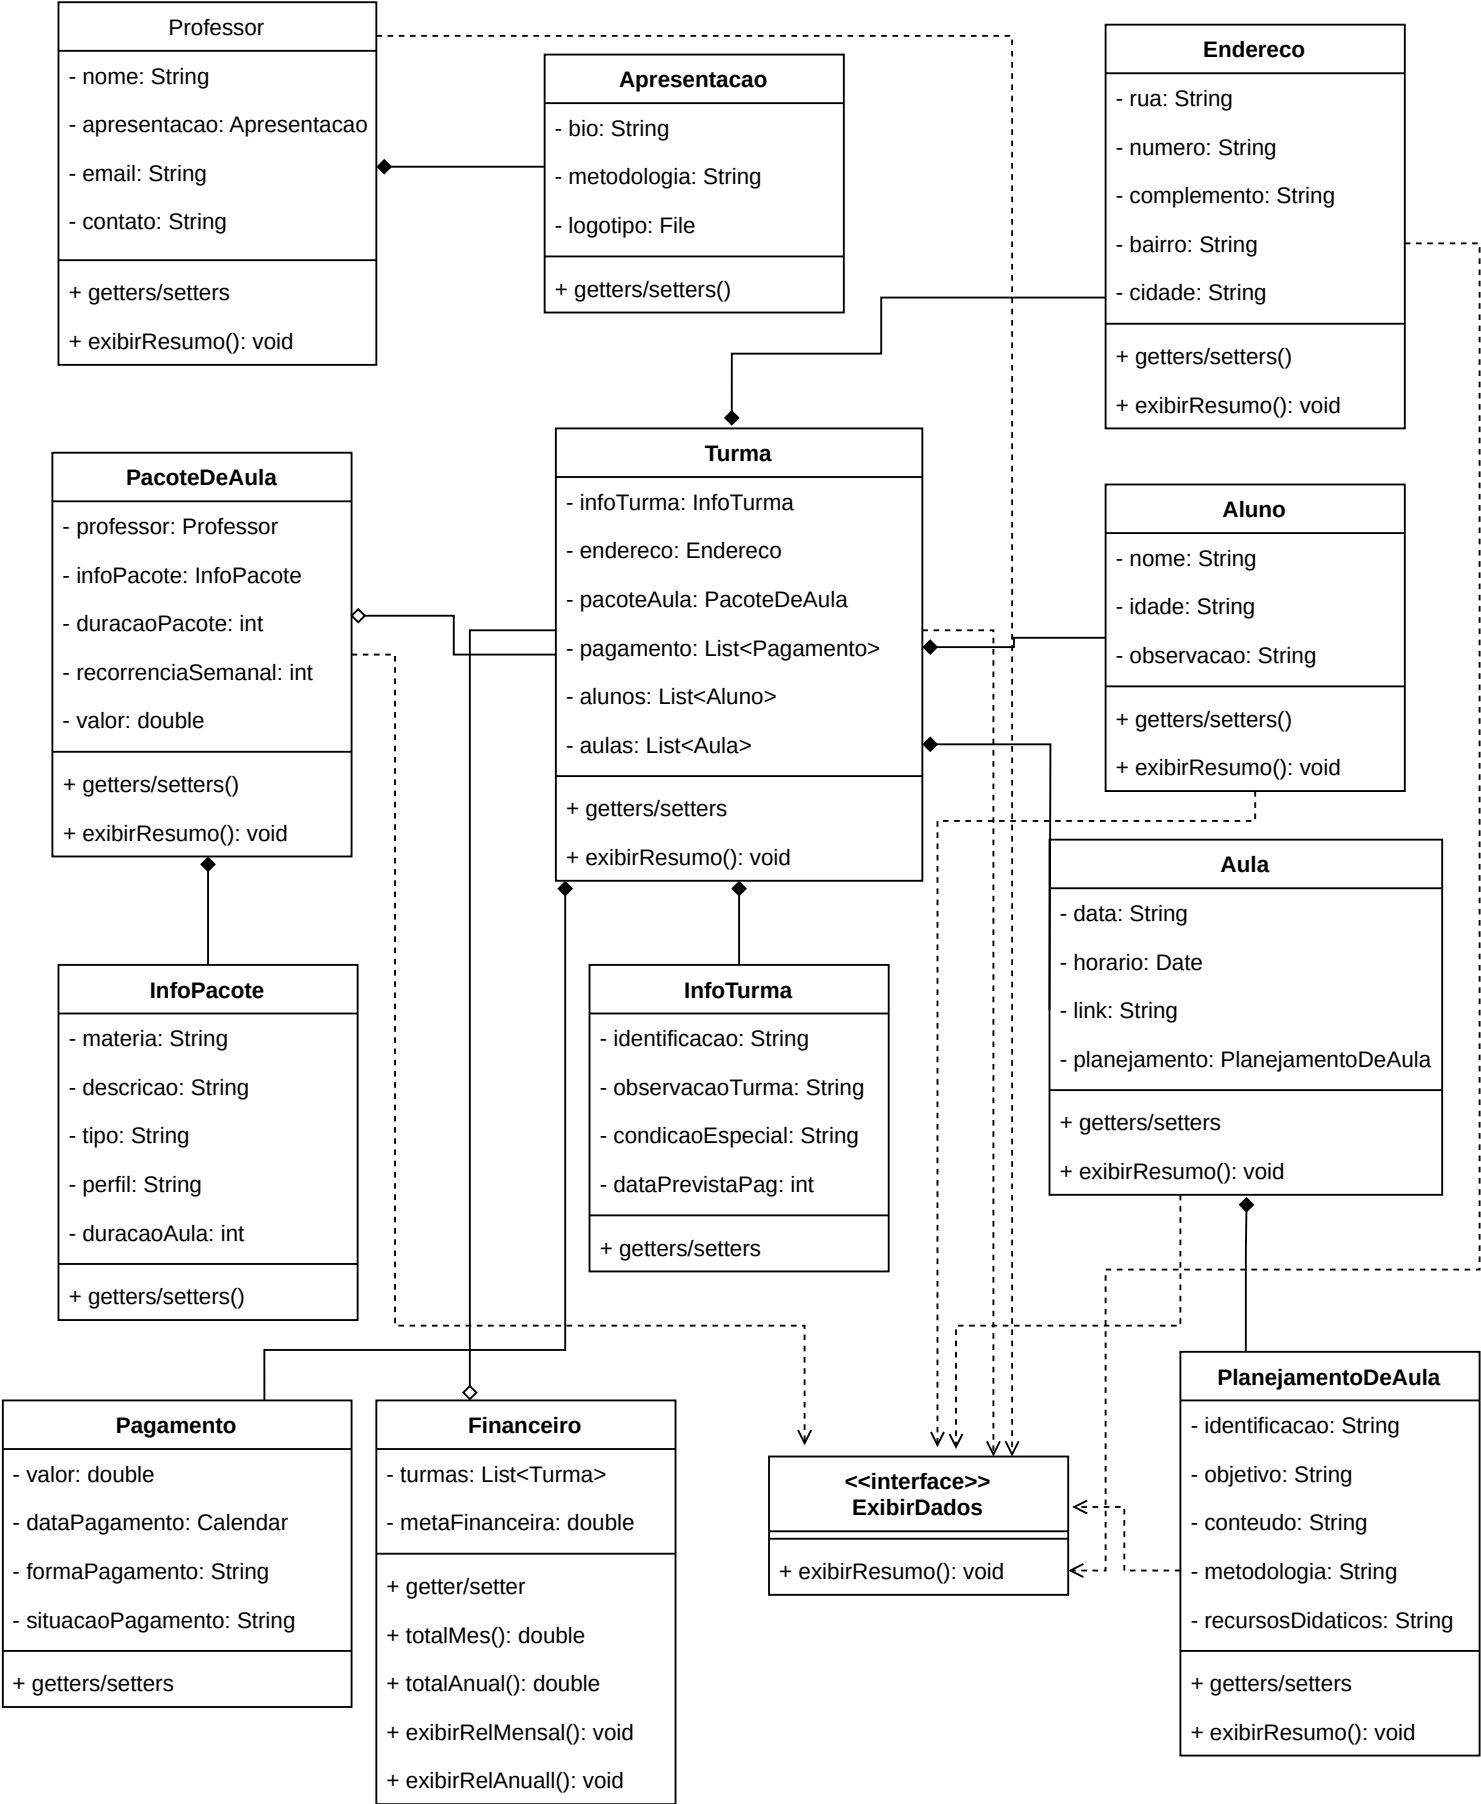 Professor
- nome: String
- apresentacao: Apresentacao
- email: String
- contato: String
+ getters/setters
+ exibirResumo(): void
Apresentacao
- bio: String
- metodologia: String
- logotipo: File
+ getters/setters()
Endereco
- rua: String
- numero: String
- complemento: String
- bairro: String
- cidade: String
+ getters/setters()
+ exibirResumo(): void
PacoteDeAula
- professor: Professor
- infoPacote: InfoPacote
- duracaoPacote: int
- recorrenciaSemanal: int
- valor: double
+ getters/setters()
+ exibirResumo(): void
Turma
- infoTurma: InfoTurma
- endereco: Endereco
- pacoteAula: PacoteDeAula
- pagamento: List<Pagamento>
- alunos: List<Aluno>
- aulas: List<Aula>
+ getters/setters
+ exibirResumo(): void
Aluno
- nome: String
- idade: String
- observacao: String
+ getters/setters()
+ exibirResumo(): void
Aula
- data: String
- horario: Date
- link: String
- planejamento: PlanejamentoDeAula
+ getters/setters
+ exibirResumo(): void
InfoPacote
- materia: String
- descricao: String
- tipo: String
- perfil: String
- duracaoAula: int
+ getters/setters()
InfoTurma
- identificacao: String
- observacaoTurma: String
- condicaoEspecial: String
- dataPrevistaPag: int
+ getters/setters
Pagamento
- valor: double
- dataPagamento: Calendar
- formaPagamento: String
- situacaoPagamento: String
+ getters/setters
Financeiro
- turmas: List<Turma>
- metaFinanceira: double
+ getter/setter
+ totalMes(): double
+ totalAnual(): double
+ exibirRelMensal(): void
+ exibirRelAnuall(): void
<<interface>>
ExibirDados
+ exibirResumo(): void
PlanejamentoDeAula
- identificacao: String
- objetivo: String
- conteudo: String
- metodologia: String
- recursosDidaticos: String
+ getters/setters
+ exibirResumo(): void